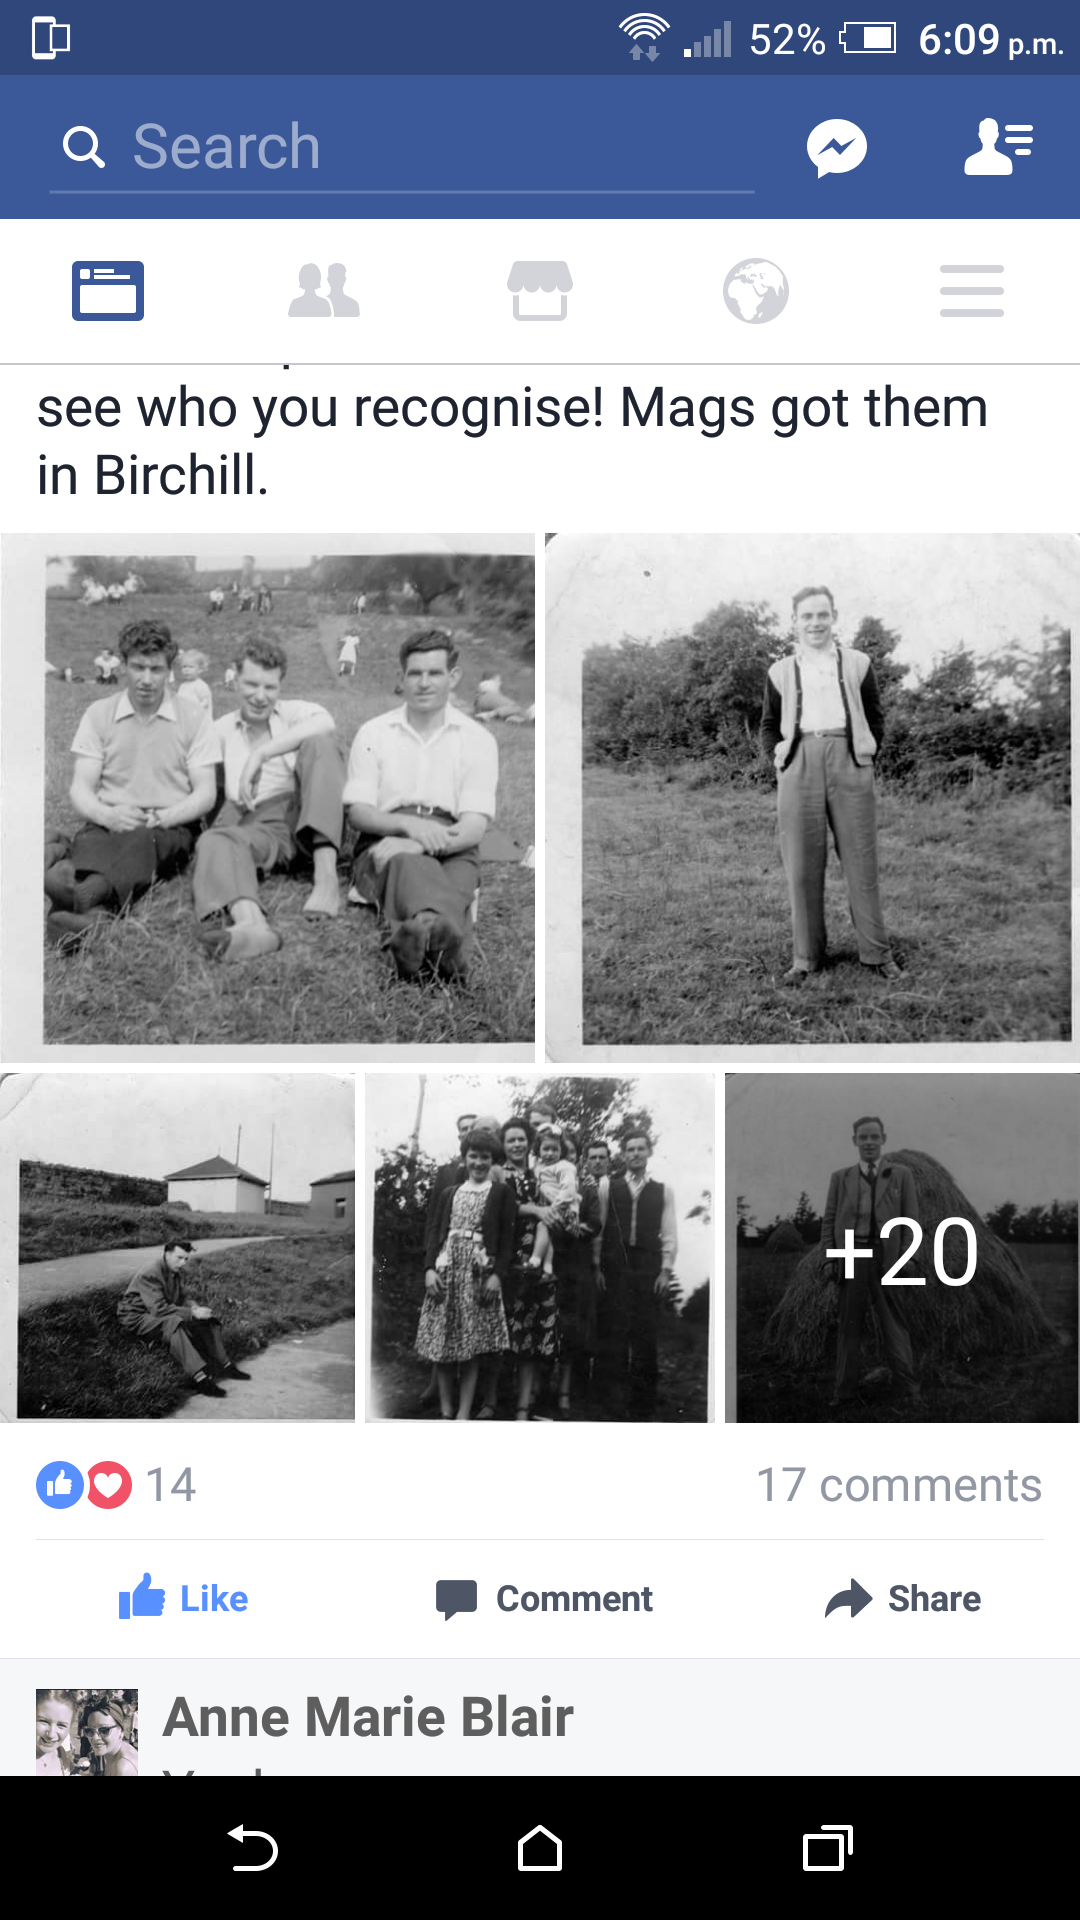 52% 6:09 p.m.
Search
see who you recognise! Mags got them
in Birchill.
+20
14 17 comments
Like Comment Share
Anne Marie Blair